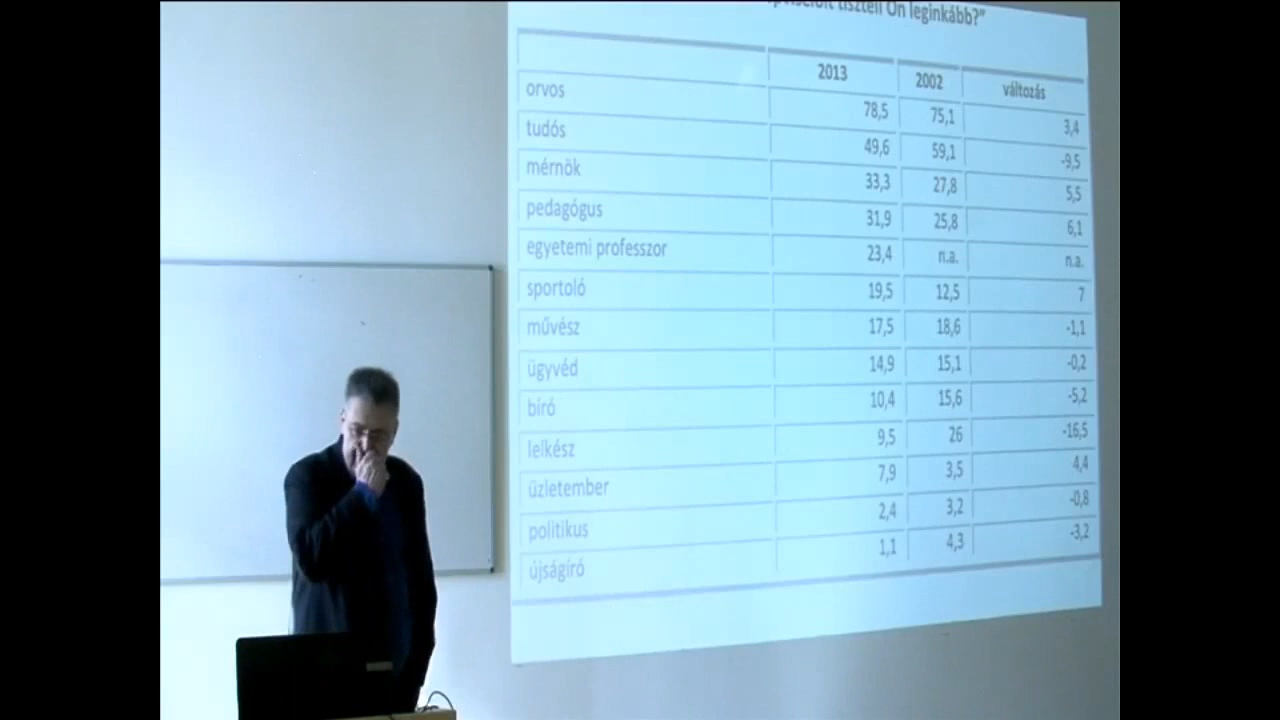 tiszteli Ön leginkább?”
2013 2002 változás
orvos 78,5 75,1 3,4
tudós 49,6 59,1 -9,5
mérnök 33,3 27,8 5,5
pedagógus 31,9 25,8 6,1
egyetemi professzor 23,4 n.a. n.a.
sportoló 19,5 12,5 7
művész 17,5 18,6 -1,1
ügyvéd 14,9 15,1 -0,2
bíró 10,4 15,6 -5,2
lelkész 9,5 26 -16,5
üzletember 7,9 3,5 4,4
politikus 2,4 3,2 -0,8
újságíró 1,1 4,3 -3,2